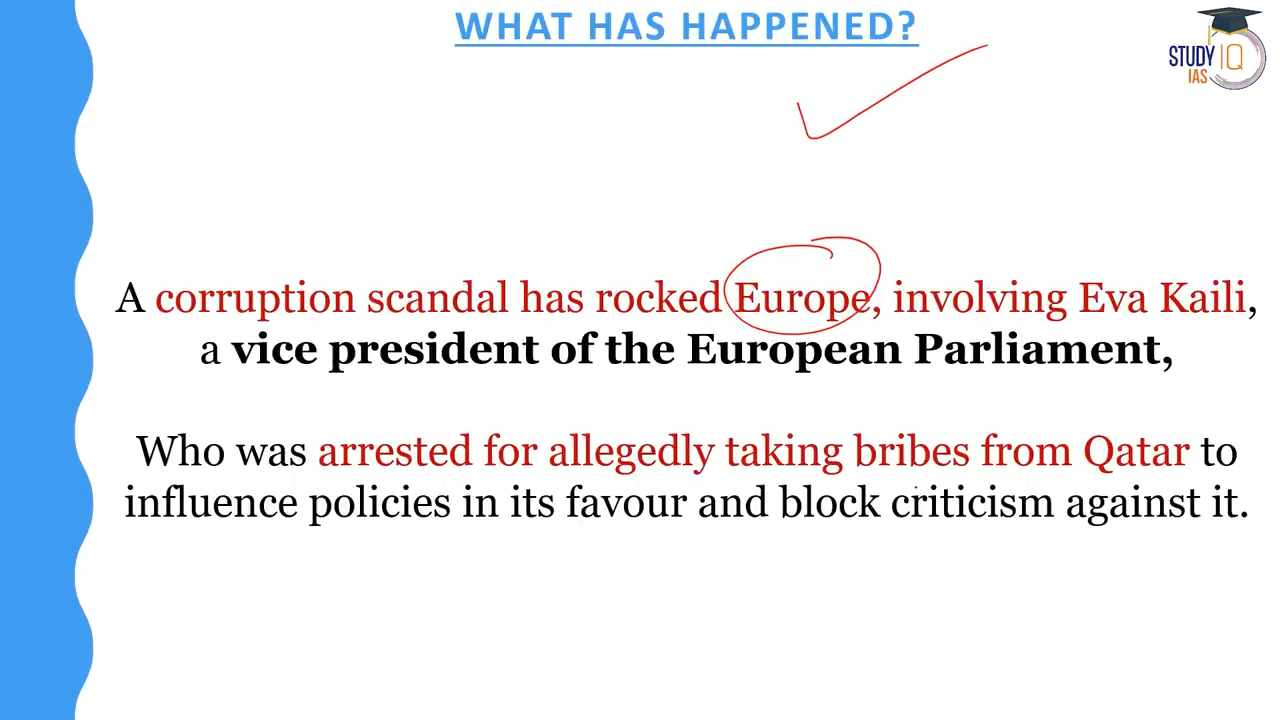 WHAT HAS HAPPENED?
STUDY IQ
IAS
A corruption scandal has rocked Europe, involving Eva Kaili,
a vice president of the European Parliament,
Who was arrested for allegedly taking bribes from Qatar to
influence policies in its favour and block criticism against it.